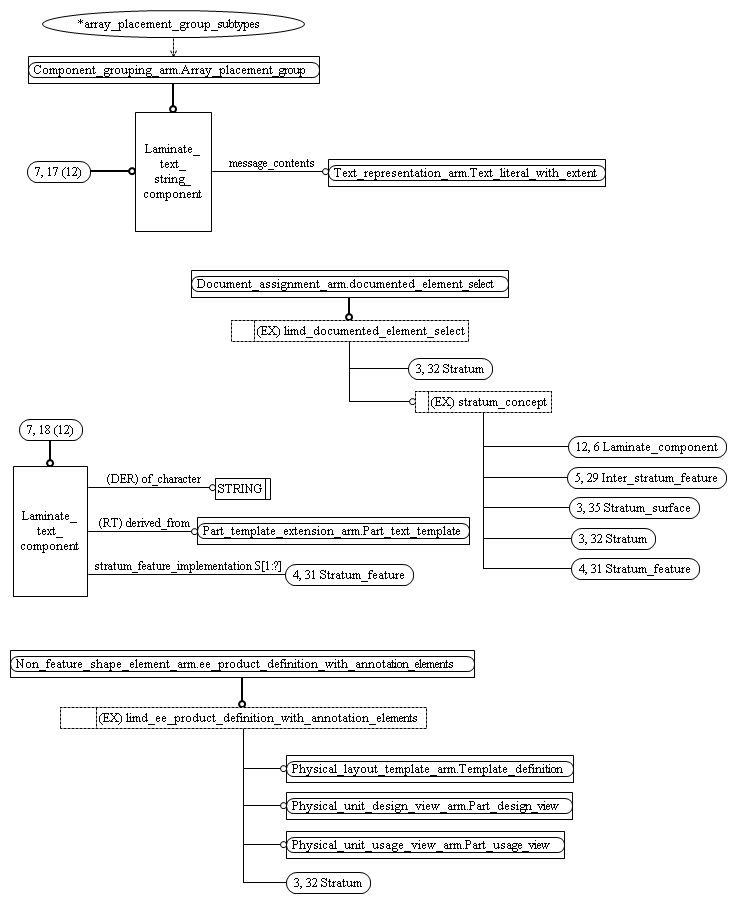 *array_placement_group_subtypes
Component_grouping_arm.Array_placement_group
Laminate_
text_
string_
component
7, 17 (12)
message_contents
Text_representation_arm.Text_literal_with_extent
Document_assignment_arm.documented_element_select
(EX) limd_documented_element_select
3, 32 Stratum
(EX) stratum_concept
12, 6 Laminate_component
5, 29 Inter_stratum_feature
3, 35 Stratum_surface
3, 32 Stratum
4, 31 Stratum_feature
7, 18 (12)
Laminate_
text_
component
(DER) of_character
STRING
(RT) derived_from
Part_template_extension_arm.Part_text_template
stratum_feature_implementation S[1:?]
4, 31 Stratum_feature
Non_feature_shape_element_arm.ee_product_definition_with_annotation_elements
(EX) limd_ee_product_definition_with_annotation_elements
Physical_layout_template_arm.Template_definition
Physical_unit_design_view_arm.Part_design_view
Physical_unit_usage_view_arm.Part_usage_view
3, 32 Stratum